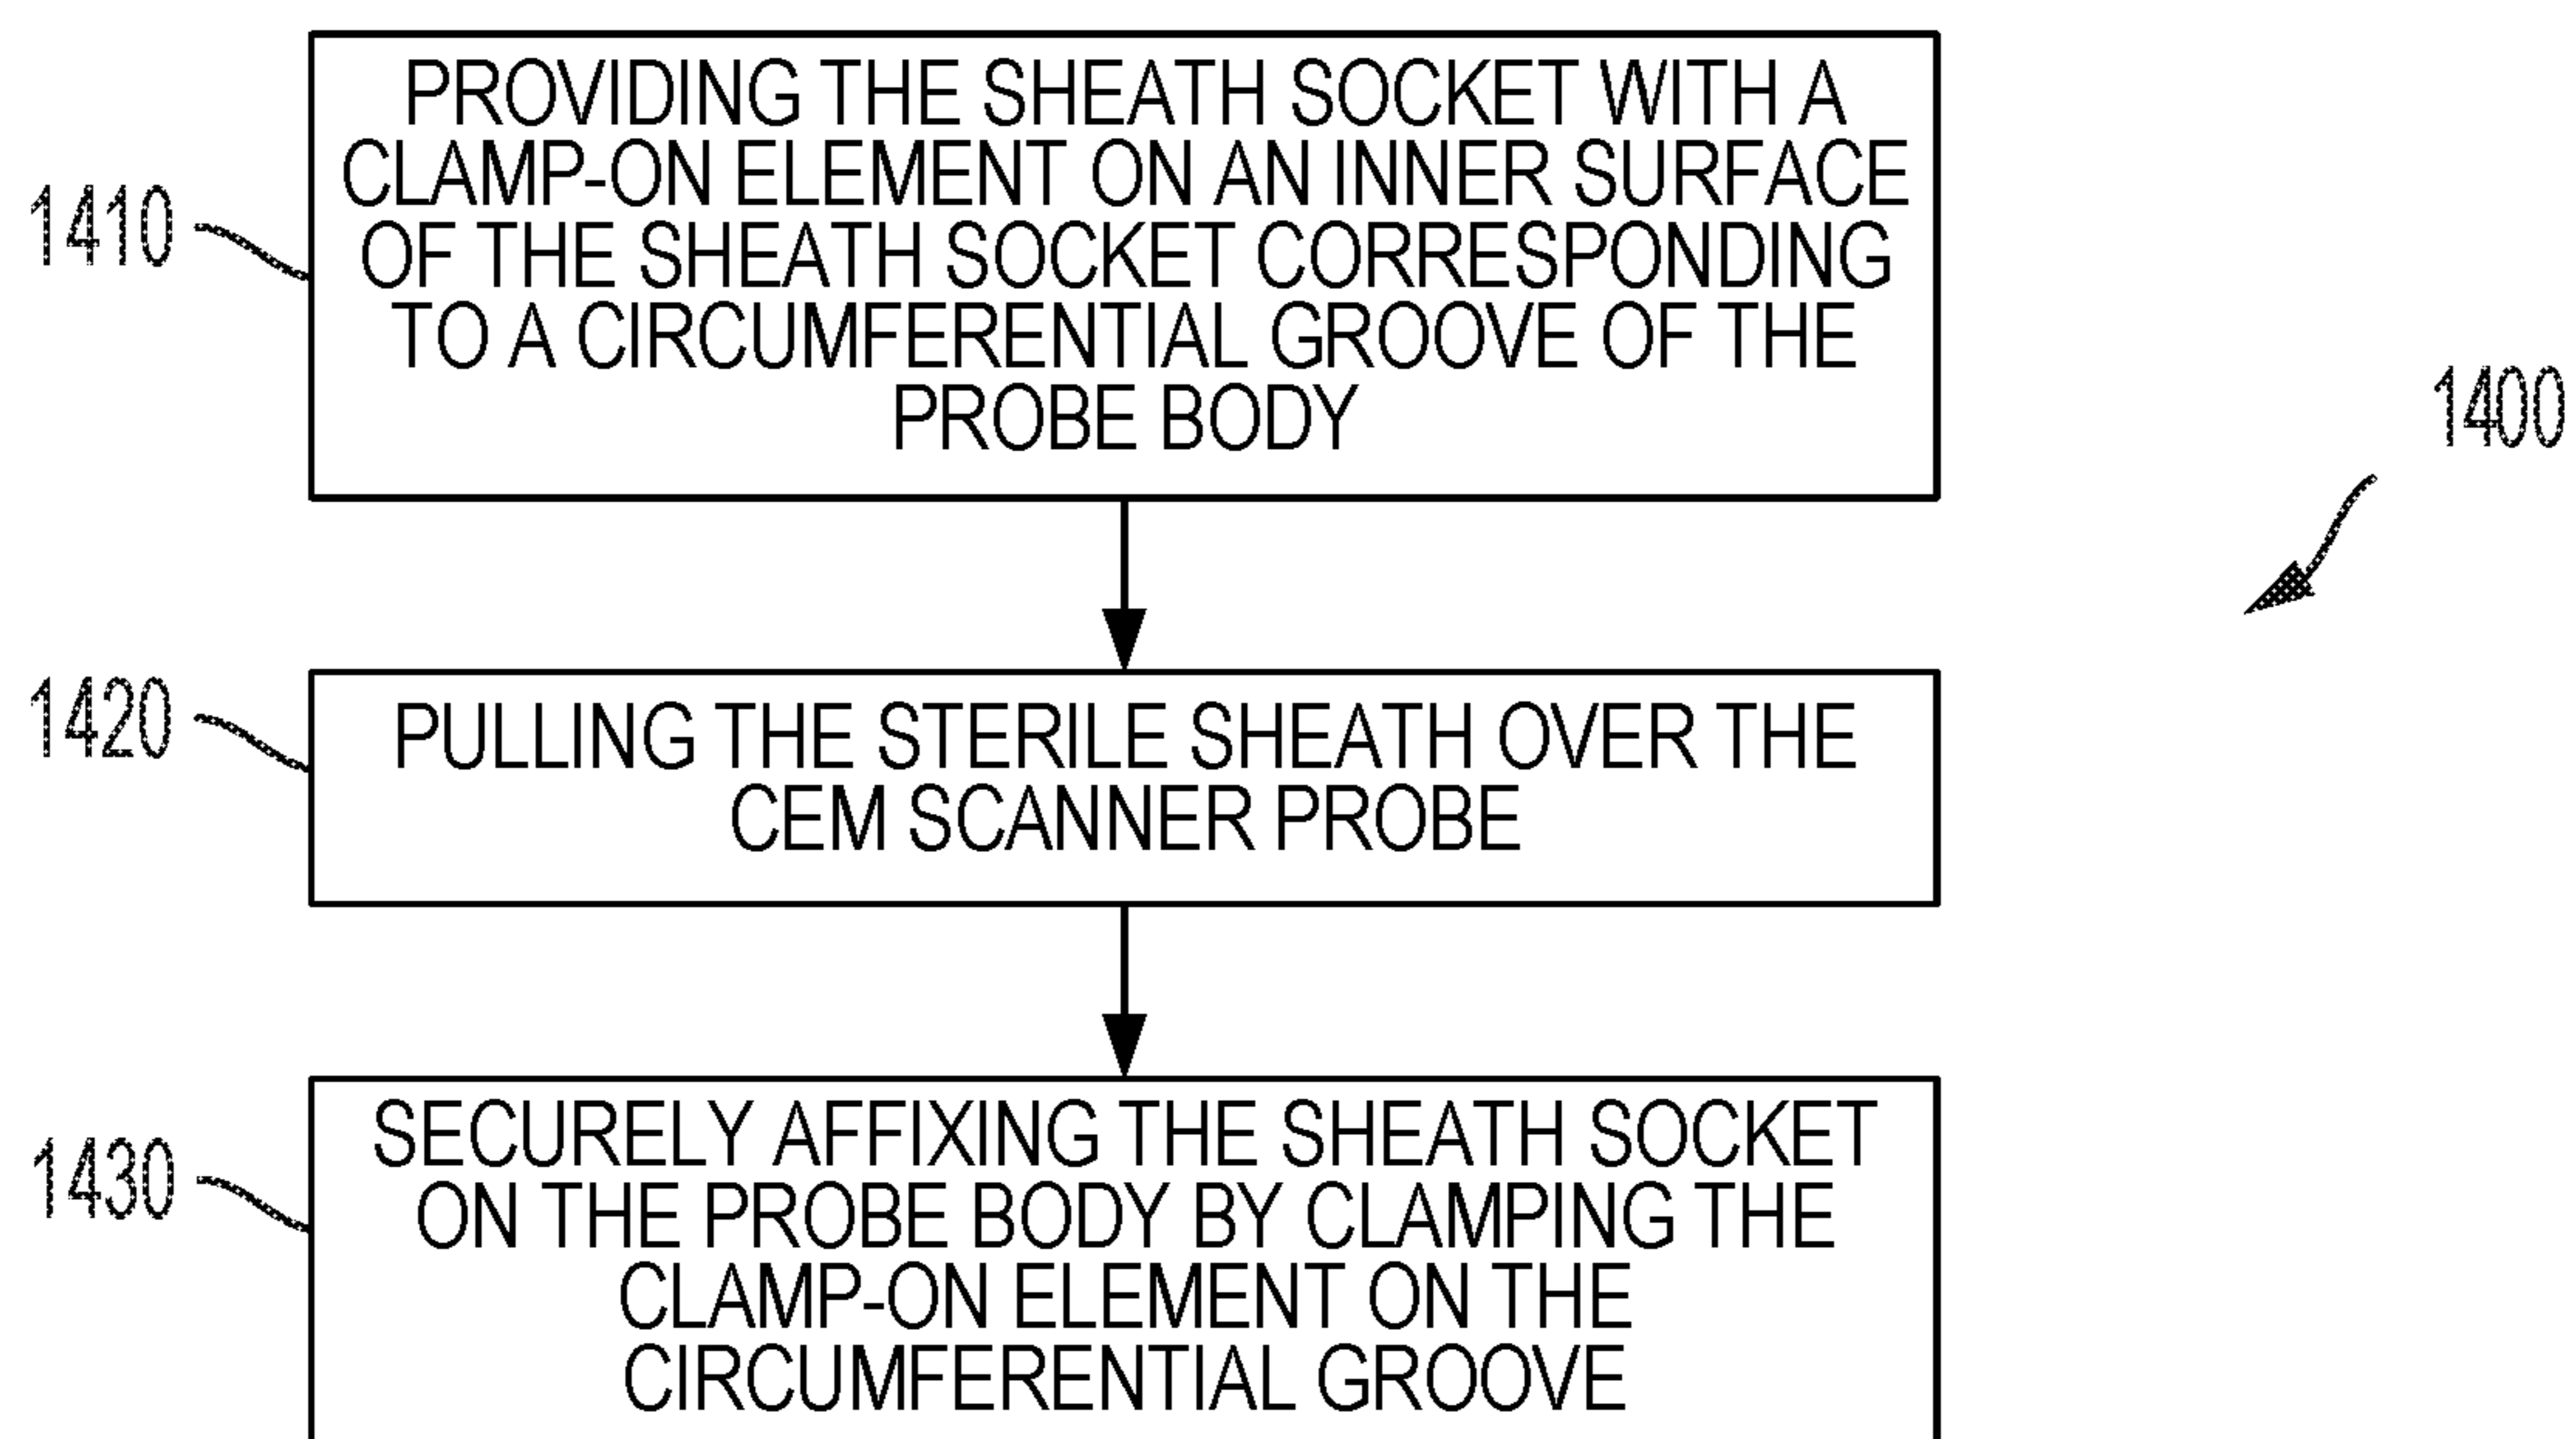 PROVIDING THE SHEATH SOCKET WITH A
CLAMP-ON ELEMENT ON AN INNER SURFACE
OF THE SHEATH SOCKET CORRESPONDING
TO A CIRCUMFERENTIAL GROOVE OF THE
PROBE BODY
1410
1400
PULLING THE STERILE SHEATH OVER THE
CEM SCANNER PROBE
1420
SECURELY AFFIXING THE SHEATH SOCKET
ON THE PROBE BODY BY CLAMPING THE
CLAMP-ON ELEMENT ON THE
CIRCUMFERENTIAL GROOVE
1430